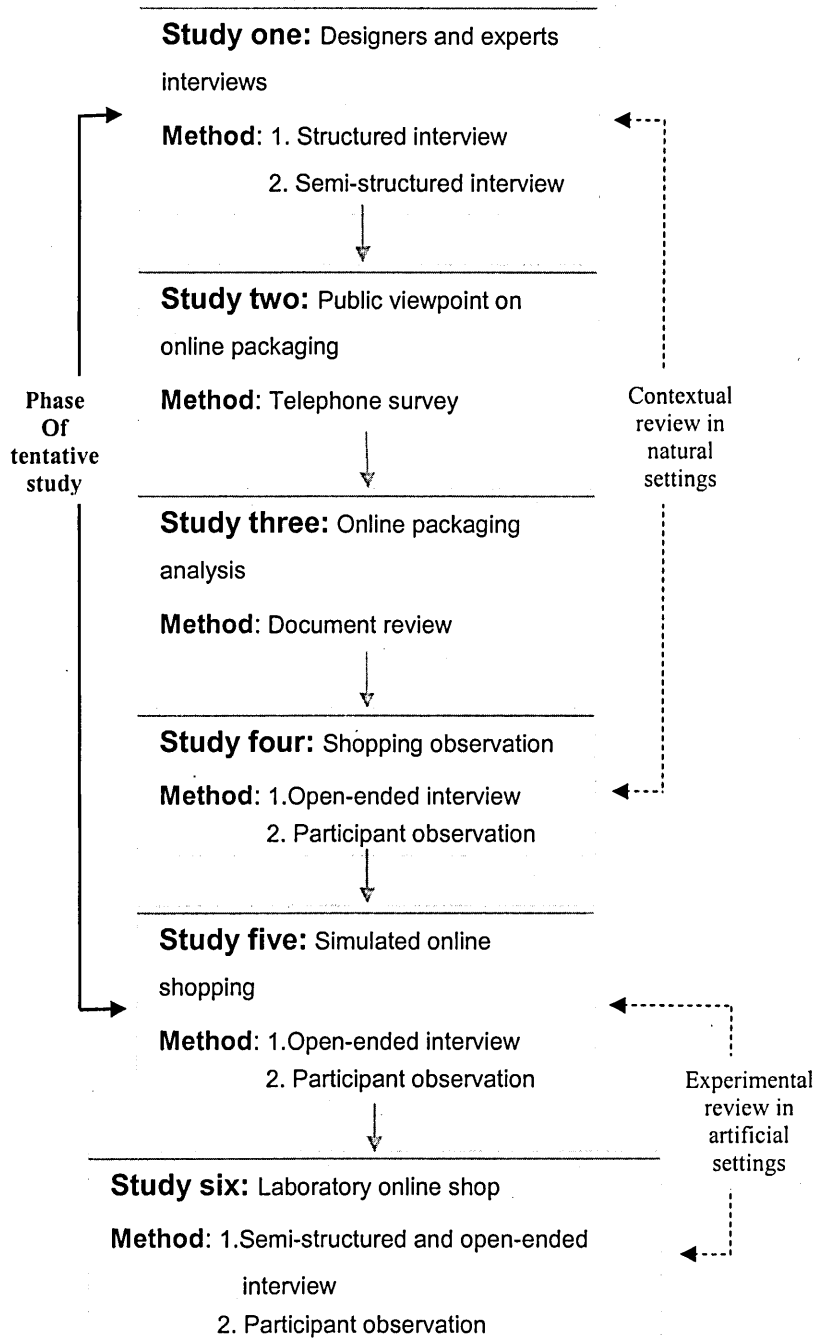 Study one: Designers and experts
interviews
Method: 1. Structured interview
2. Semi-structured interview
Study two: Public viewpoint on
online packaging
Method: Telephone survey
Phase
Of
tentative
study
Contextual
review in
natural
settings
Study three: Online packaging
analysis
Method: Document review
Study four: Shopping observation
Method: 1.Open-ended interview
2. Participant observation
Study five: Simulated online
shopping
Method: 1.Open-ended interview
2. Participant observation
Experimental
review in
artificial
settings
Study six: Laboratory online shop
Method: 1.Semi-structured and open-ended
interview
2. Participant observation